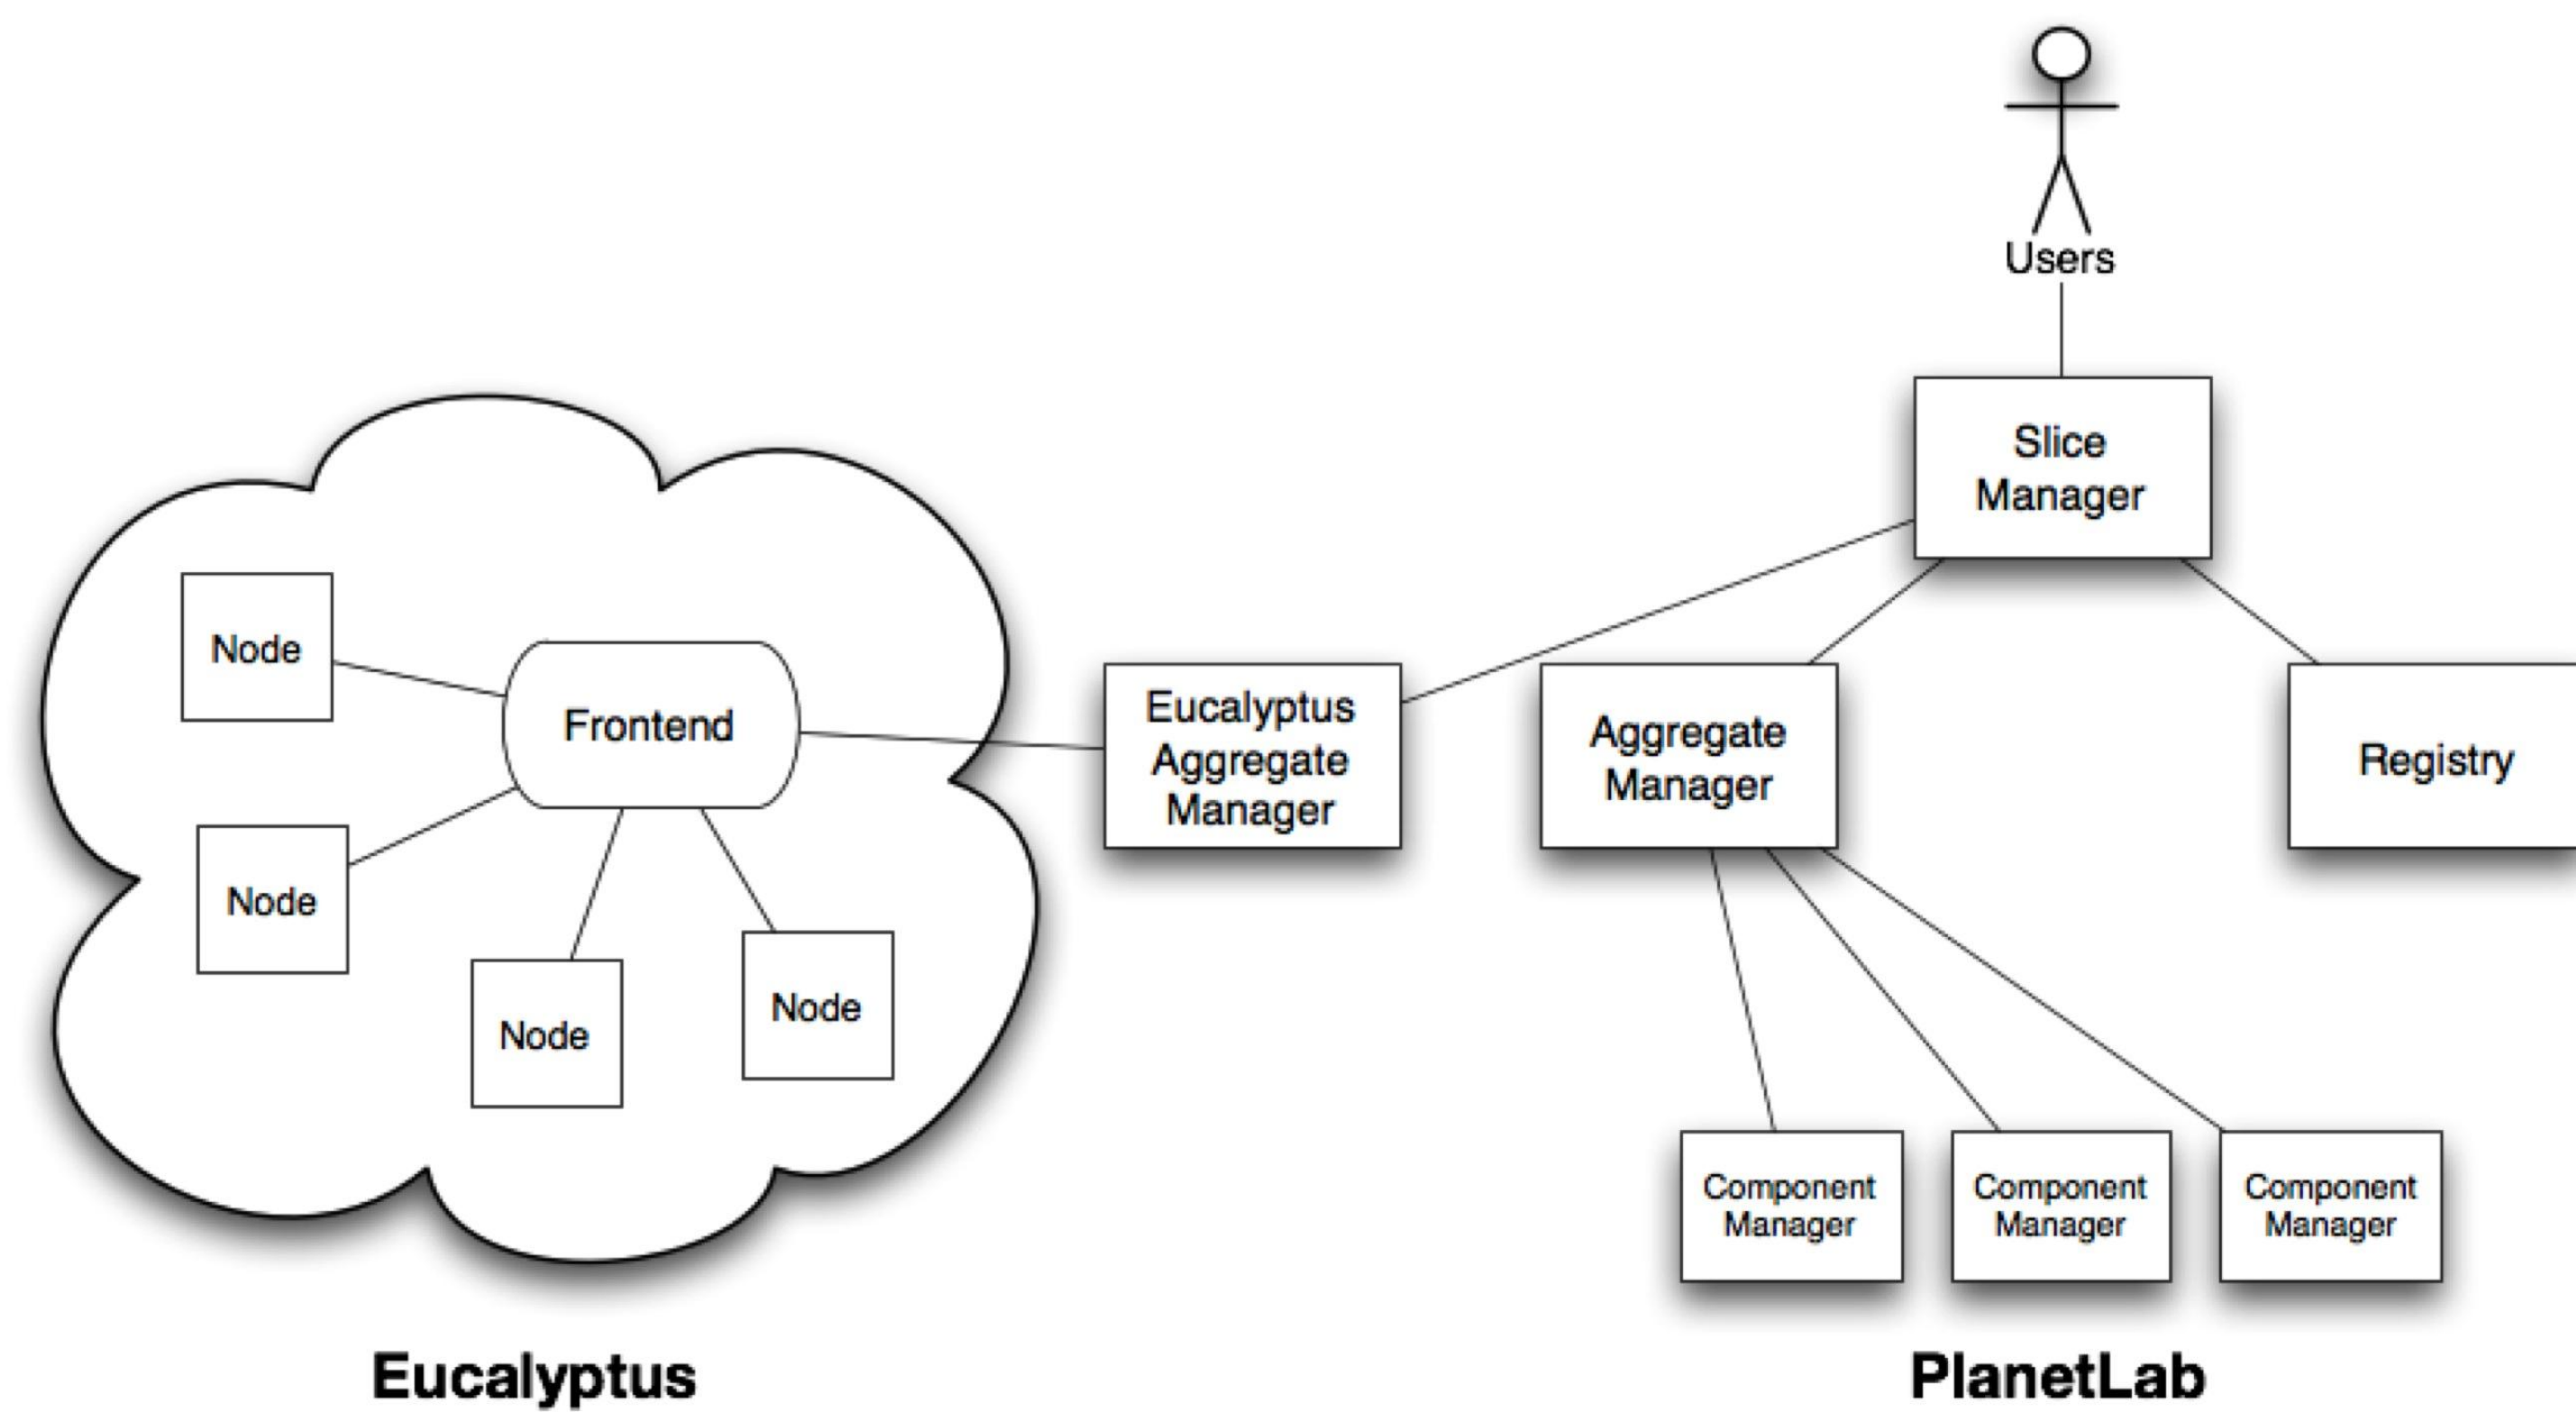 Users
Slice
Manager
Eucalyptus
Aggregate
Manager
Aggregate
Manager
Registry
Node
Frontend
Node
Node
Node
Component
Manager
Component
Manager
Component
Manager
Eucalyptus
PlanetLab